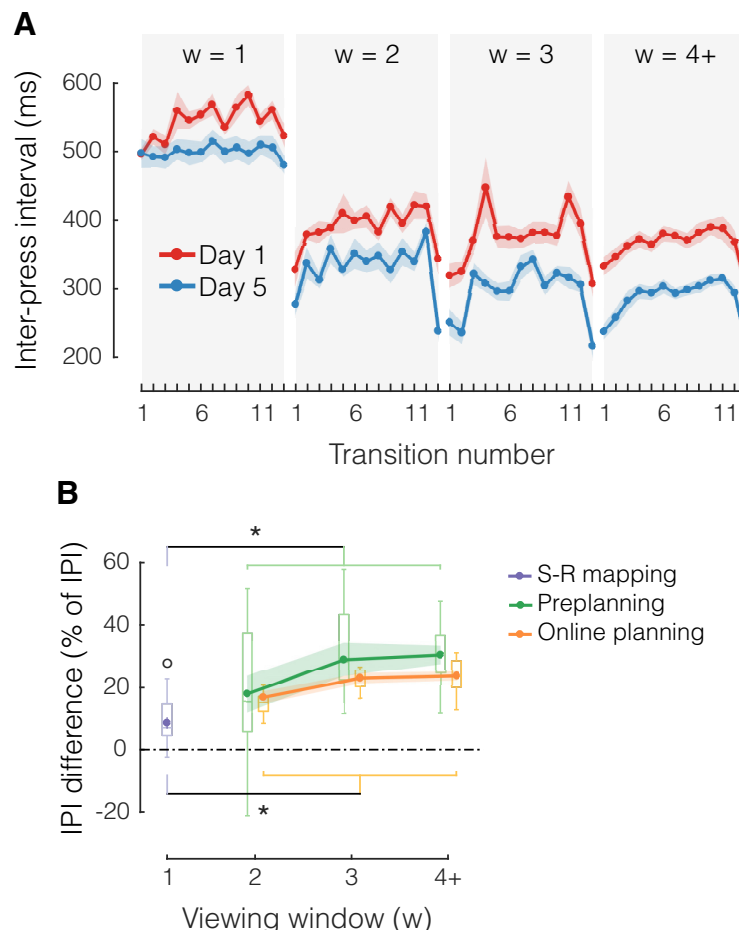 A
w = 1 w = 2 w = 3 w = 4+
Inter-press interval (ms)
600
500
400
300
200
Day 1
Day 5
1 6 11 1 6 11 1 6 11 1 6 11
Transition number
B
IPI difference (% of IPI)
60
40
20
0
-20
*
*
S-R mapping
Preplanning
Online planning
1 2 3 4+
Viewing window (w)